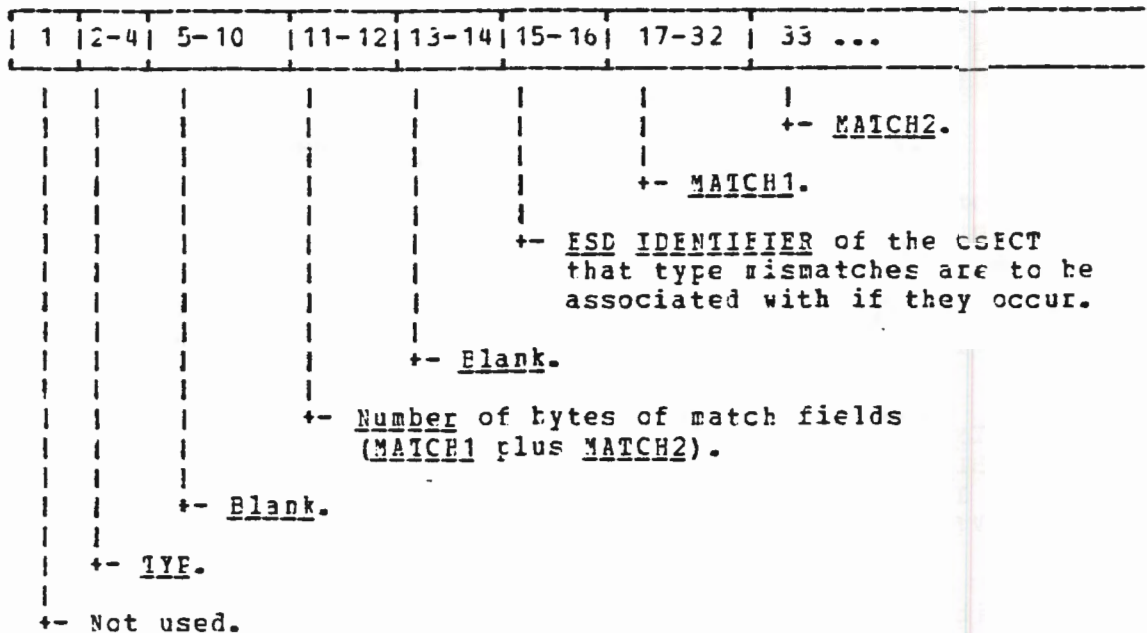 | 1 |2-4| 5-10 |11-12|13-14|15-16| 17-32 | 33 ...
+- MATCH2.
+- MATCH1.
+- ESD IDENTIFIER of the CSECT
that type mismatches are to be
associated with if they occur.
+- Blank.
+- Number of bytes of match fields
(MATCH1 plus MATCH2).
+- Blank.
+- TYP.
+- Not used.